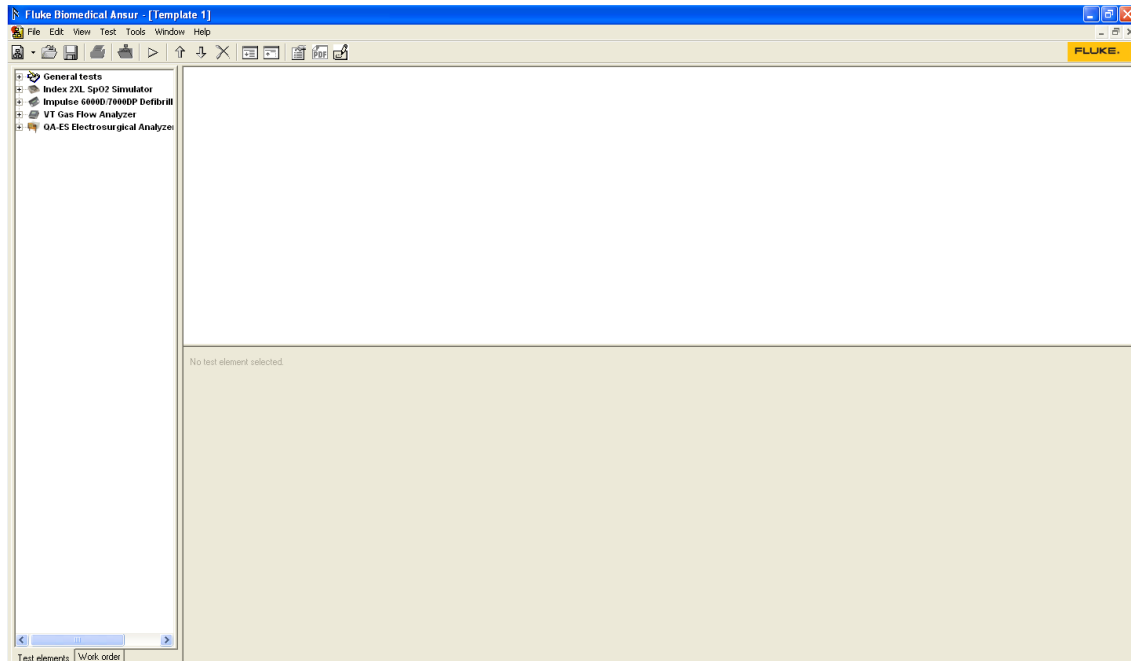 Fluke Biomedical Ansur - [Template 1]
File Edit View Test Tools Window Help
PDF
FLUKE.
General tests
Index 2XL SpO2 Simulator
Impulse 6000D/7000DP Defibrill
VT Gas Flow Analyzer
QA-ES Electrosurgical Analyzer
No test element selected.
Test elements Work order